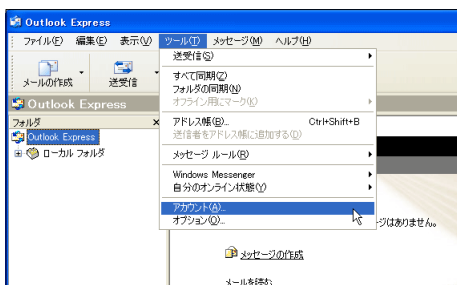 Outlook Express
ファイル(F) 編集(E) 表示(V) ツール(T) メッセージ(M) ヘルプ(H)
メールの作成 送受信
送受信(S)
すべて同期(Z)
フォルダの同期(N)
オフライン用にマーク(K)
アドレス帳(B)... Ctrl+Shift+B
送信者をアドレス帳に追加する(D)
メッセージ ルール(R)
Windows Messenger
自分のオンライン状態(Y)
アカウント(A)...
オプション(O)...
Outlook Express
フォルダ
Outlook Express
ローカル フォルダ
ージはありません。
メッセージの作成
メールを読む